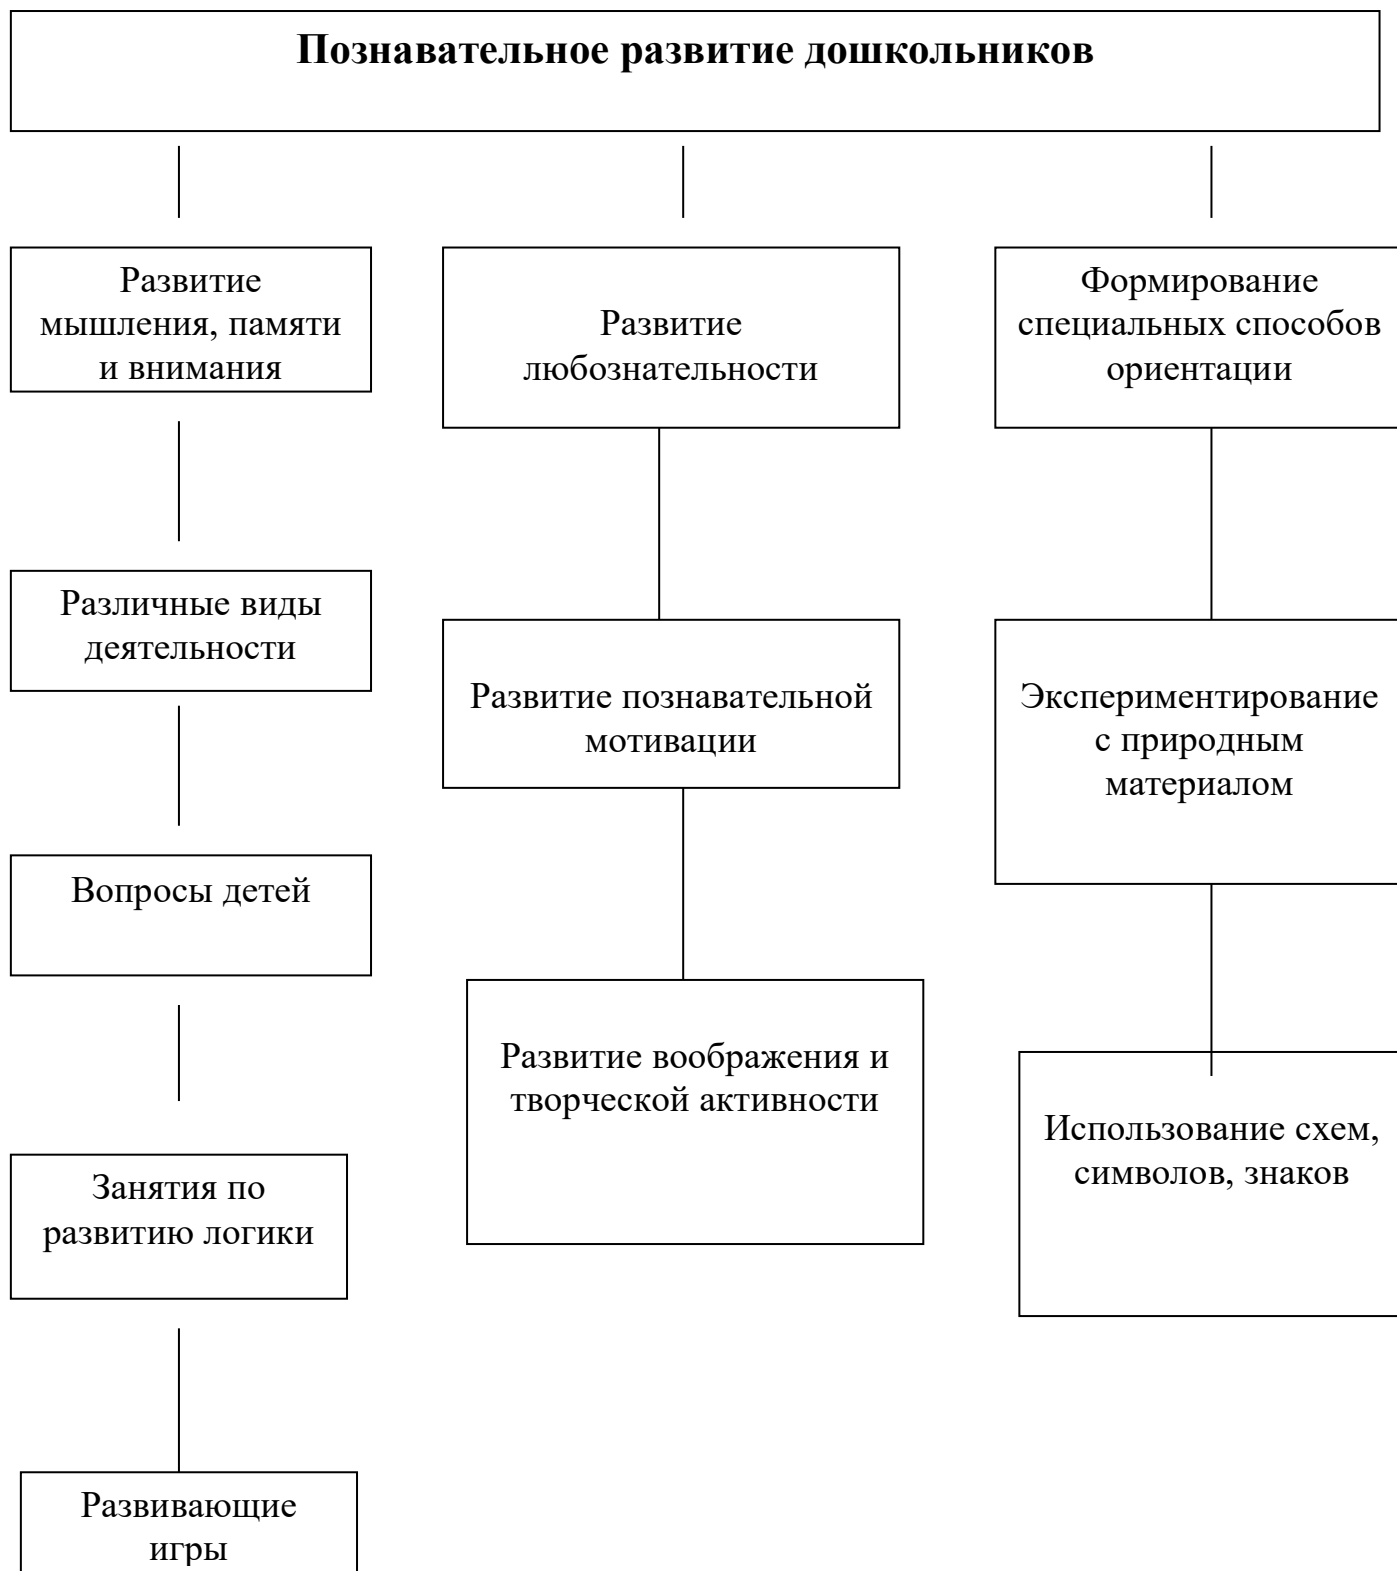 Познавательное развитие дошкольников
Развитие
мышления, памяти
и внимания
Развитие
любознательности
Формирование
специальных способов
ориентации
Различные виды
деятельности
Развитие познавательной
мотивации
Экспериментирование
с природным
материалом
Вопросы детей
Развитие воображения и
творческой активности
Использование схем,
символов, знаков
Занятия по
развитию логики
Развивающие
игры